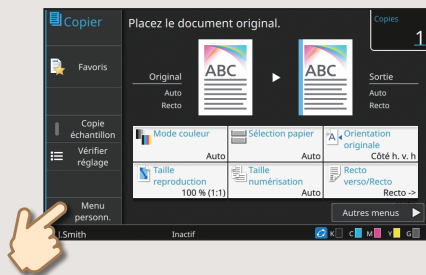 Copier
Placez le document original.
Copies
1
Favoris
Original
ABC
ABC
Sortie
Auto
Auto
Recto
Recto
Copie
échantillon
Mode couleur
Auto
Sélection papier
Auto
Orientation
originale
Côté h. v. h
Vérifier
réglage
Taille
reproduction
100 % (1:1)
Taille
numérisation
Auto
Recto
verso/Recto
Recto ->
Menu
personn.
Autres menus
J.Smith
Inactif
K
C
M
Y
G